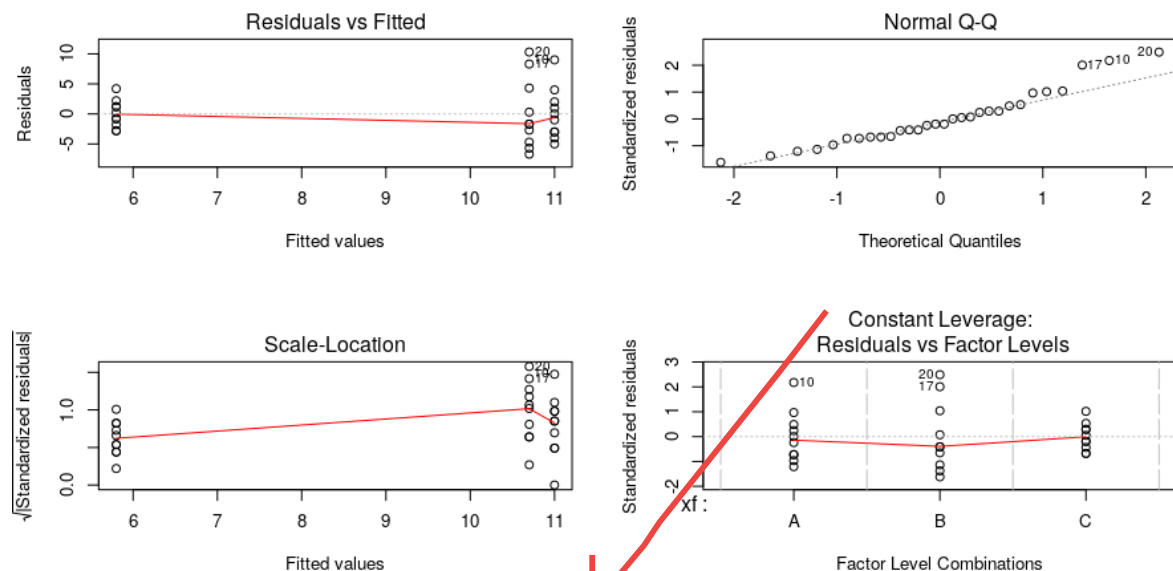 Residuals vs Fitted
Residuals
10
5
0
-5
20
17
6 7 8 9 10 11
Fitted values
Normal Q-Q
Standardized residuals
2
1
0
-1
17 10 20
-2 -1 0 1 2
Theoretical Quantiles
Scale-Location
√|Standardized residuals|
1.0
0.0
20
17
6 7 8 9 10 11
Fitted values
Constant Leverage:
Residuals vs Factor Levels
Standardized residuals
3
2
1
0
-2
10
20
17
xf :
A B C
Factor Level Combinations